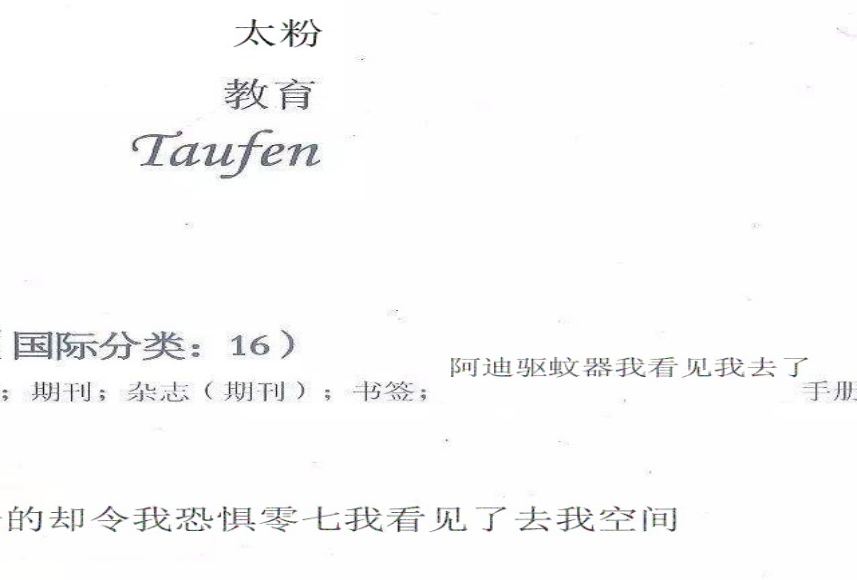 太粉
教育
Taufen
国际分类：16）
阿迪驱蚊器我看见我去了
；期刊；杂志（期刊）；书签；
手册
的却令我恐惧零七我看见了去我空间